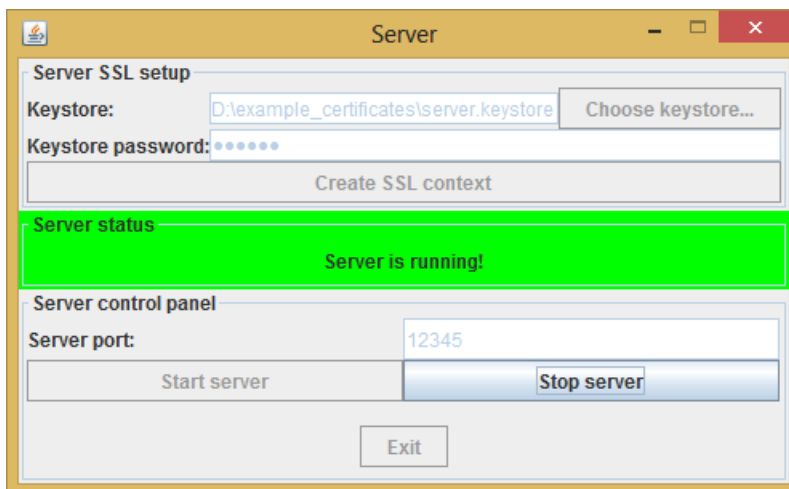 Server
Server SSL setup
Keystore: D:\example_certificates\server.keystore Choose keystore...
Keystore password: ••••••
Create SSL context
Server status
Server is running!
Server control panel
Server port: 12345
Start server Stop server
Exit